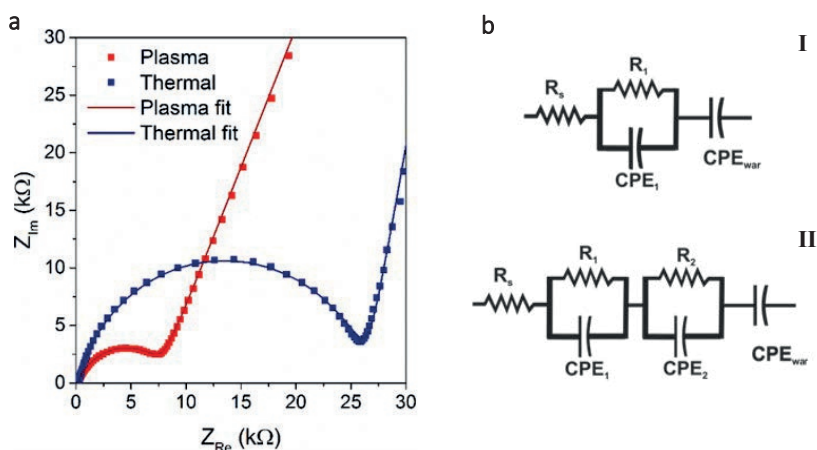 a
30
25
20
15
10
5
0
Z_Im (kΩ)
Plasma
Thermal
Plasma fit
Thermal fit
0 5 10 15 20 25 30
Z_Re (kΩ)
b
I
R_s
R_1
CPE_1
CPE_war
II
R_s
R_1
R_2
CPE_1
CPE_2
CPE_war